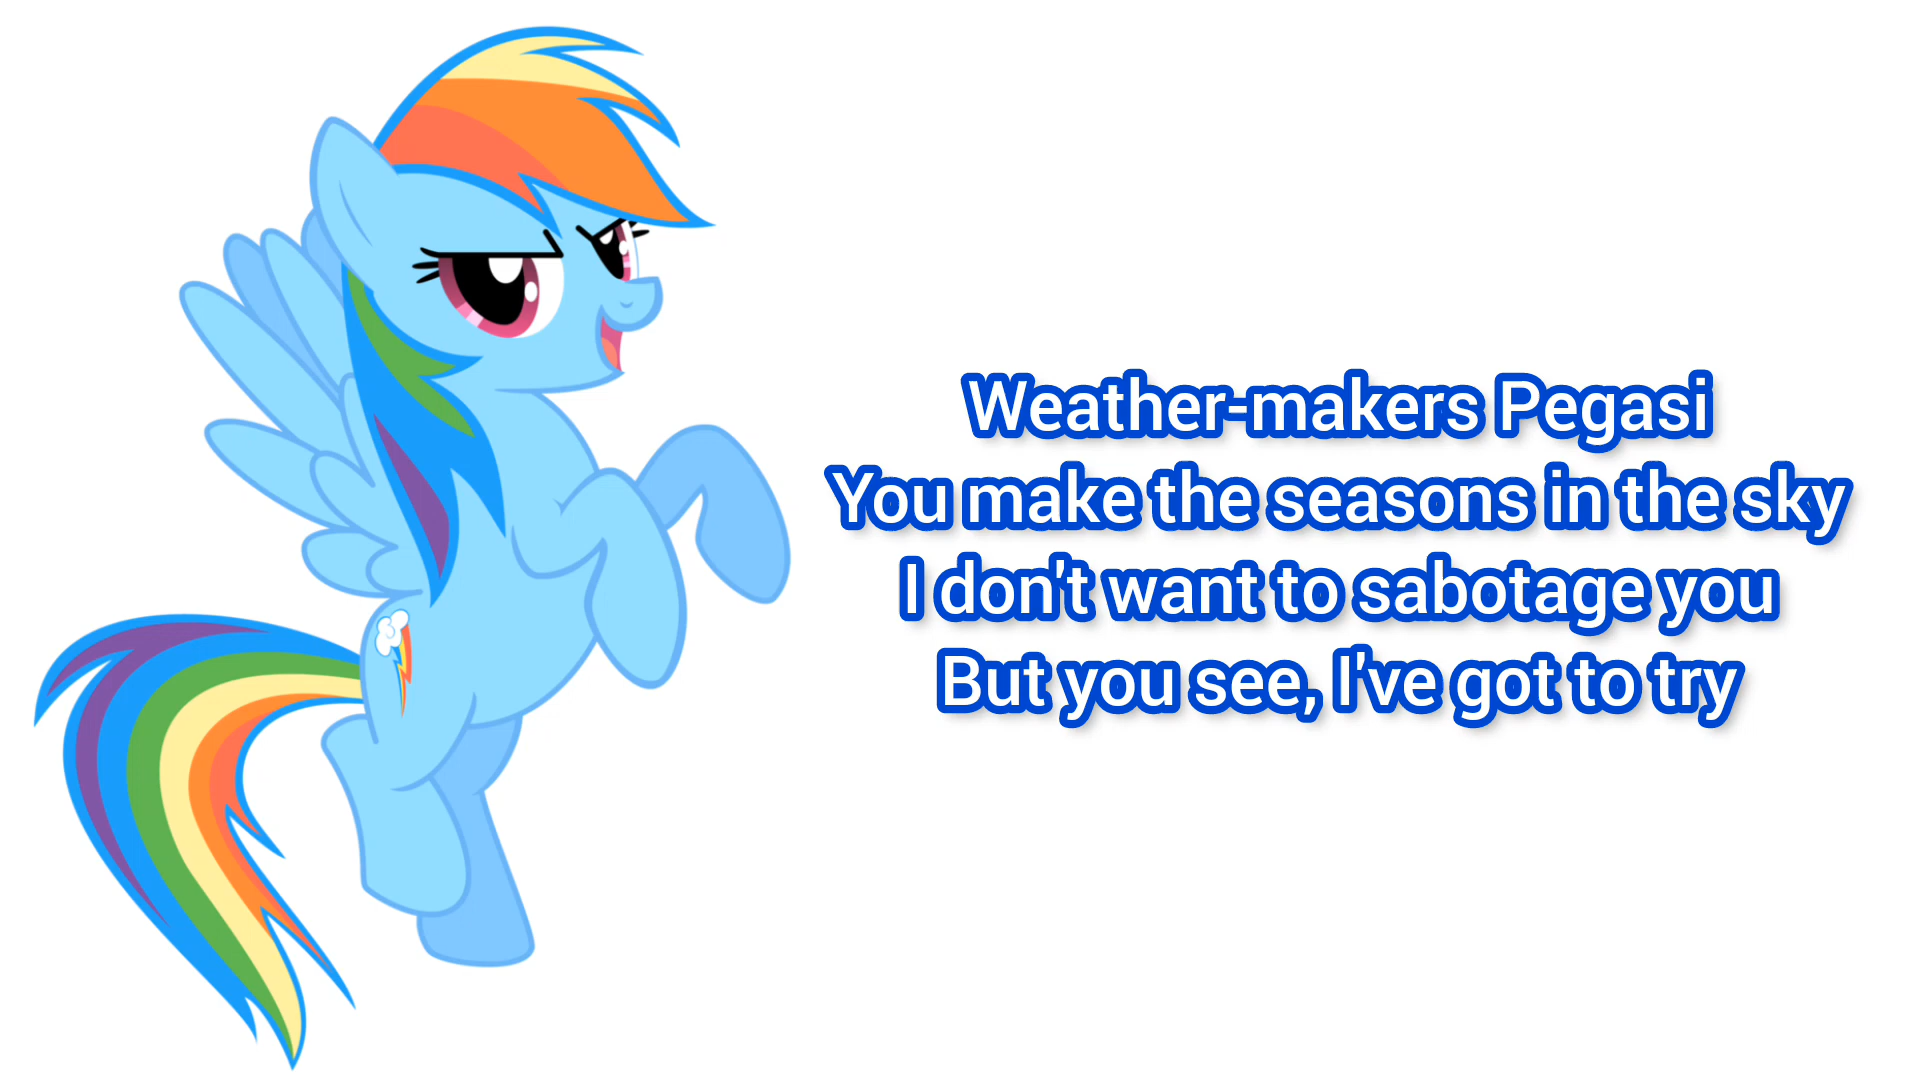 Weather-makers Pegasi
You make the seasons in the sky
I don't want to sabotage you
But you see, I've got to try